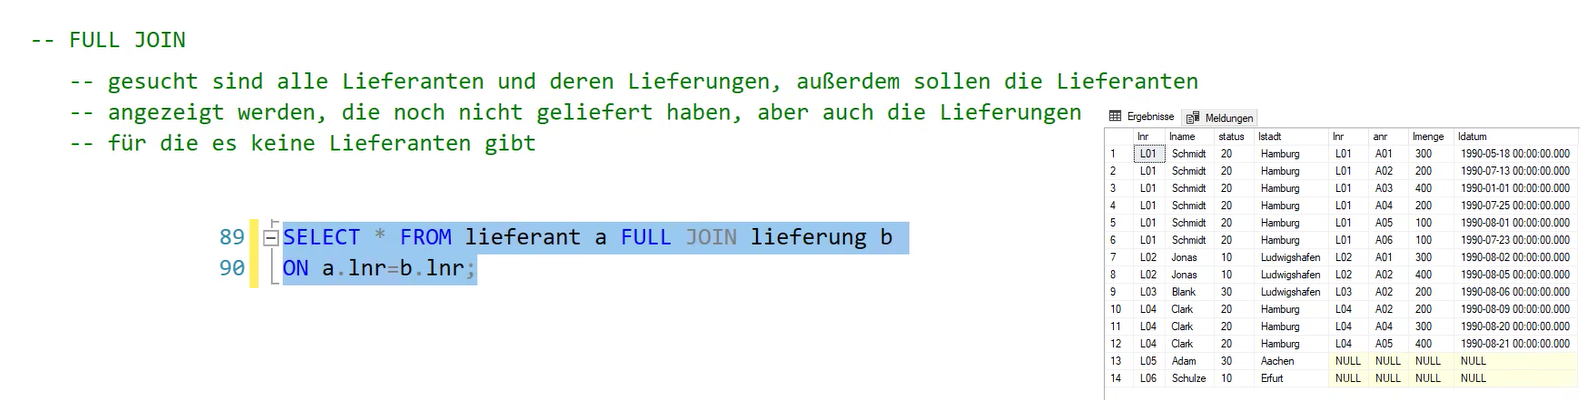 -- FULL JOIN
-- gesucht sind alle Lieferanten und deren Lieferungen, außerdem sollen die Lieferanten
-- angezeigt werden, die noch nicht geliefert haben, aber auch die Lieferungen
-- für die es keine Lieferanten gibt
89 SELECT * FROM lieferant a FULL JOIN lieferung b
90 ON a.lnr=b.lnr;
Ergebnisse Meldungen
lnr lname status lstadt lnr anr lmenge ldatum
1 L01 Schmidt 20 Hamburg L01 A01 300 1990-05-18 00:00:00.000
2 L01 Schmidt 20 Hamburg L01 A02 200 1990-07-13 00:00:00.000
3 L01 Schmidt 20 Hamburg L01 A03 400 1990-01-01 00:00:00.000
4 L01 Schmidt 20 Hamburg L01 A04 200 1990-07-25 00:00:00.000
5 L01 Schmidt 20 Hamburg L01 A05 100 1990-08-01 00:00:00.000
6 L01 Schmidt 20 Hamburg L01 A06 100 1990-07-23 00:00:00.000
7 L02 Jonas 10 Ludwigshafen L02 A01 300 1990-08-02 00:00:00.000
8 L02 Jonas 10 Ludwigshafen L02 A02 400 1990-08-05 00:00:00.000
9 L03 Blank 30 Ludwigshafen L03 A02 200 1990-08-06 00:00:00.000
10 L04 Clark 20 Hamburg L04 A02 200 1990-08-09 00:00:00.000
11 L04 Clark 20 Hamburg L04 A04 300 1990-08-20 00:00:00.000
12 L04 Clark 20 Hamburg L04 A05 400 1990-08-21 00:00:00.000
13 L05 Adam 30 Aachen NULL NULL NULL NULL
14 L06 Schulze 10 Erfurt NULL NULL NULL NULL